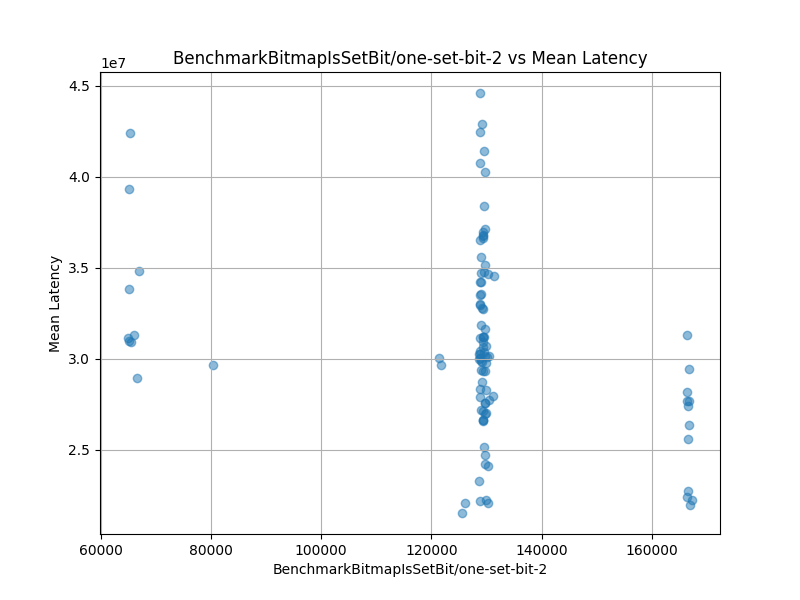 BenchmarkBitmapIsSetBit/one-set-bit-2 vs Mean Latency
1e7
4.5
4.0
3.5
3.0
2.5
Mean Latency
60000 80000 100000 120000 140000 160000
BenchmarkBitmapIsSetBit/one-set-bit-2